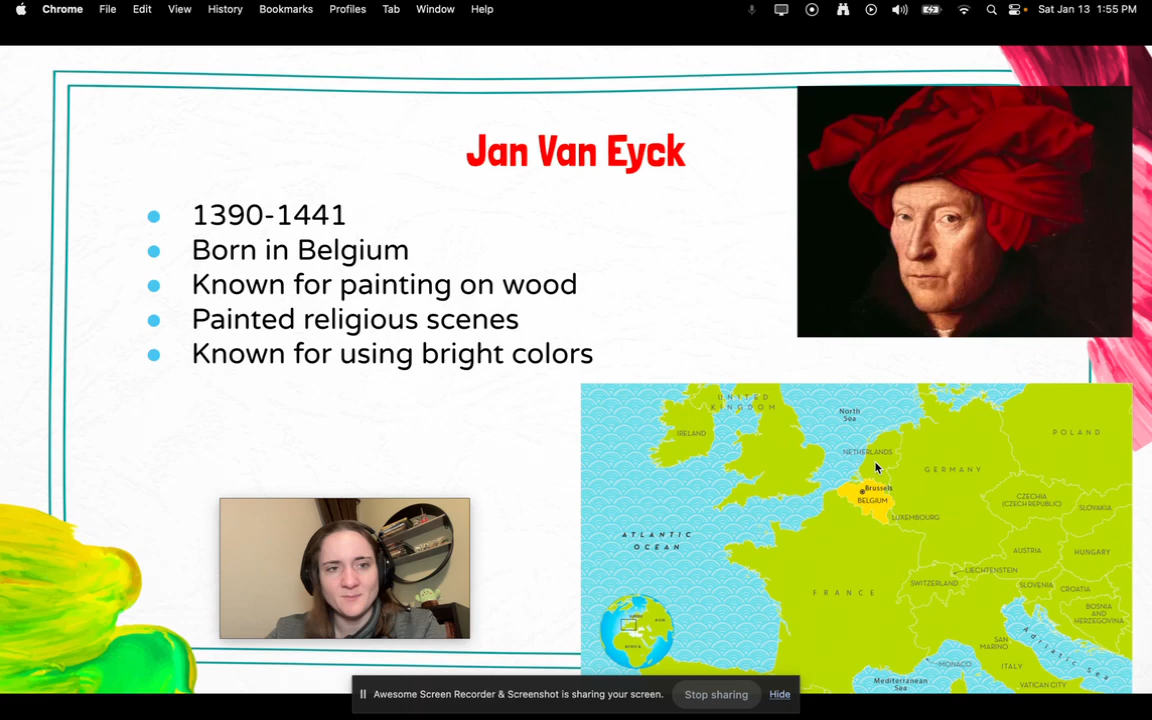 Chrome File Edit View History Bookmarks Profiles Tab Window Help Sat Jan 13 1:55 PM
Jan Van Eyck
1390-1441
Born in Belgium
Known for painting on wood
Painted religious scenes
Known for using bright colors
UNITED
KINGDOM
North
Sea
IRELAND
POLAND
NETHERLANDS
GERMANY
Brussels
BELGIUM
CZECHIA
(CZECH REPUBLIC)
SLOVAKIA
LUXEMBOURG
ATLANTIC
OCEAN
AUSTRIA
HUNGARY
LIECHTENSTEIN
SWITZERLAND
SLOVENIA
CROATIA
FRANCE
BOSNIA
AND
HERZEGOVINA
SAN
MARINO
Adriatic Sea
MONACO
ITALY
Mediterranean
Sea
VATICAN CITY
AFRICA
Awesome Screen Recorder & Screenshot is sharing your screen. Stop sharing Hide